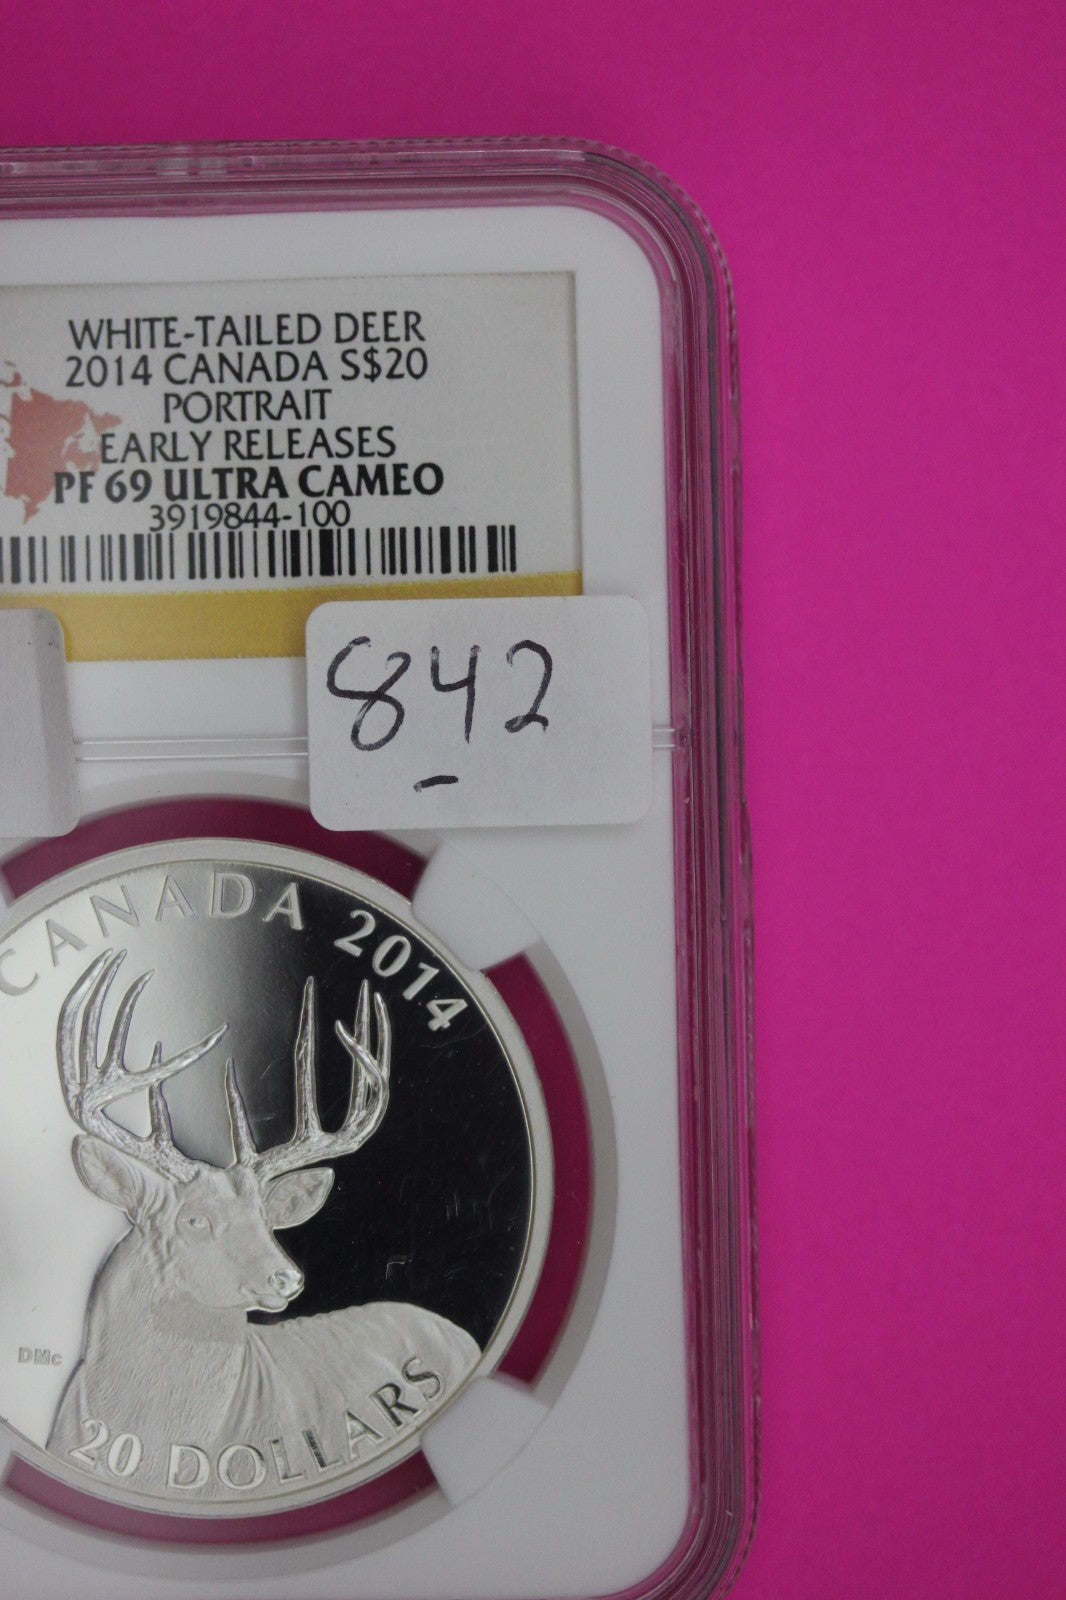 WHITE-TAILED DEER
2014 CANADA S$20
PORTRAIT
EARLY RELEASES
PF 69 ULTRA CAMEO
3919844-100
842
CANADA 2014
DMc
20 DOLLARS